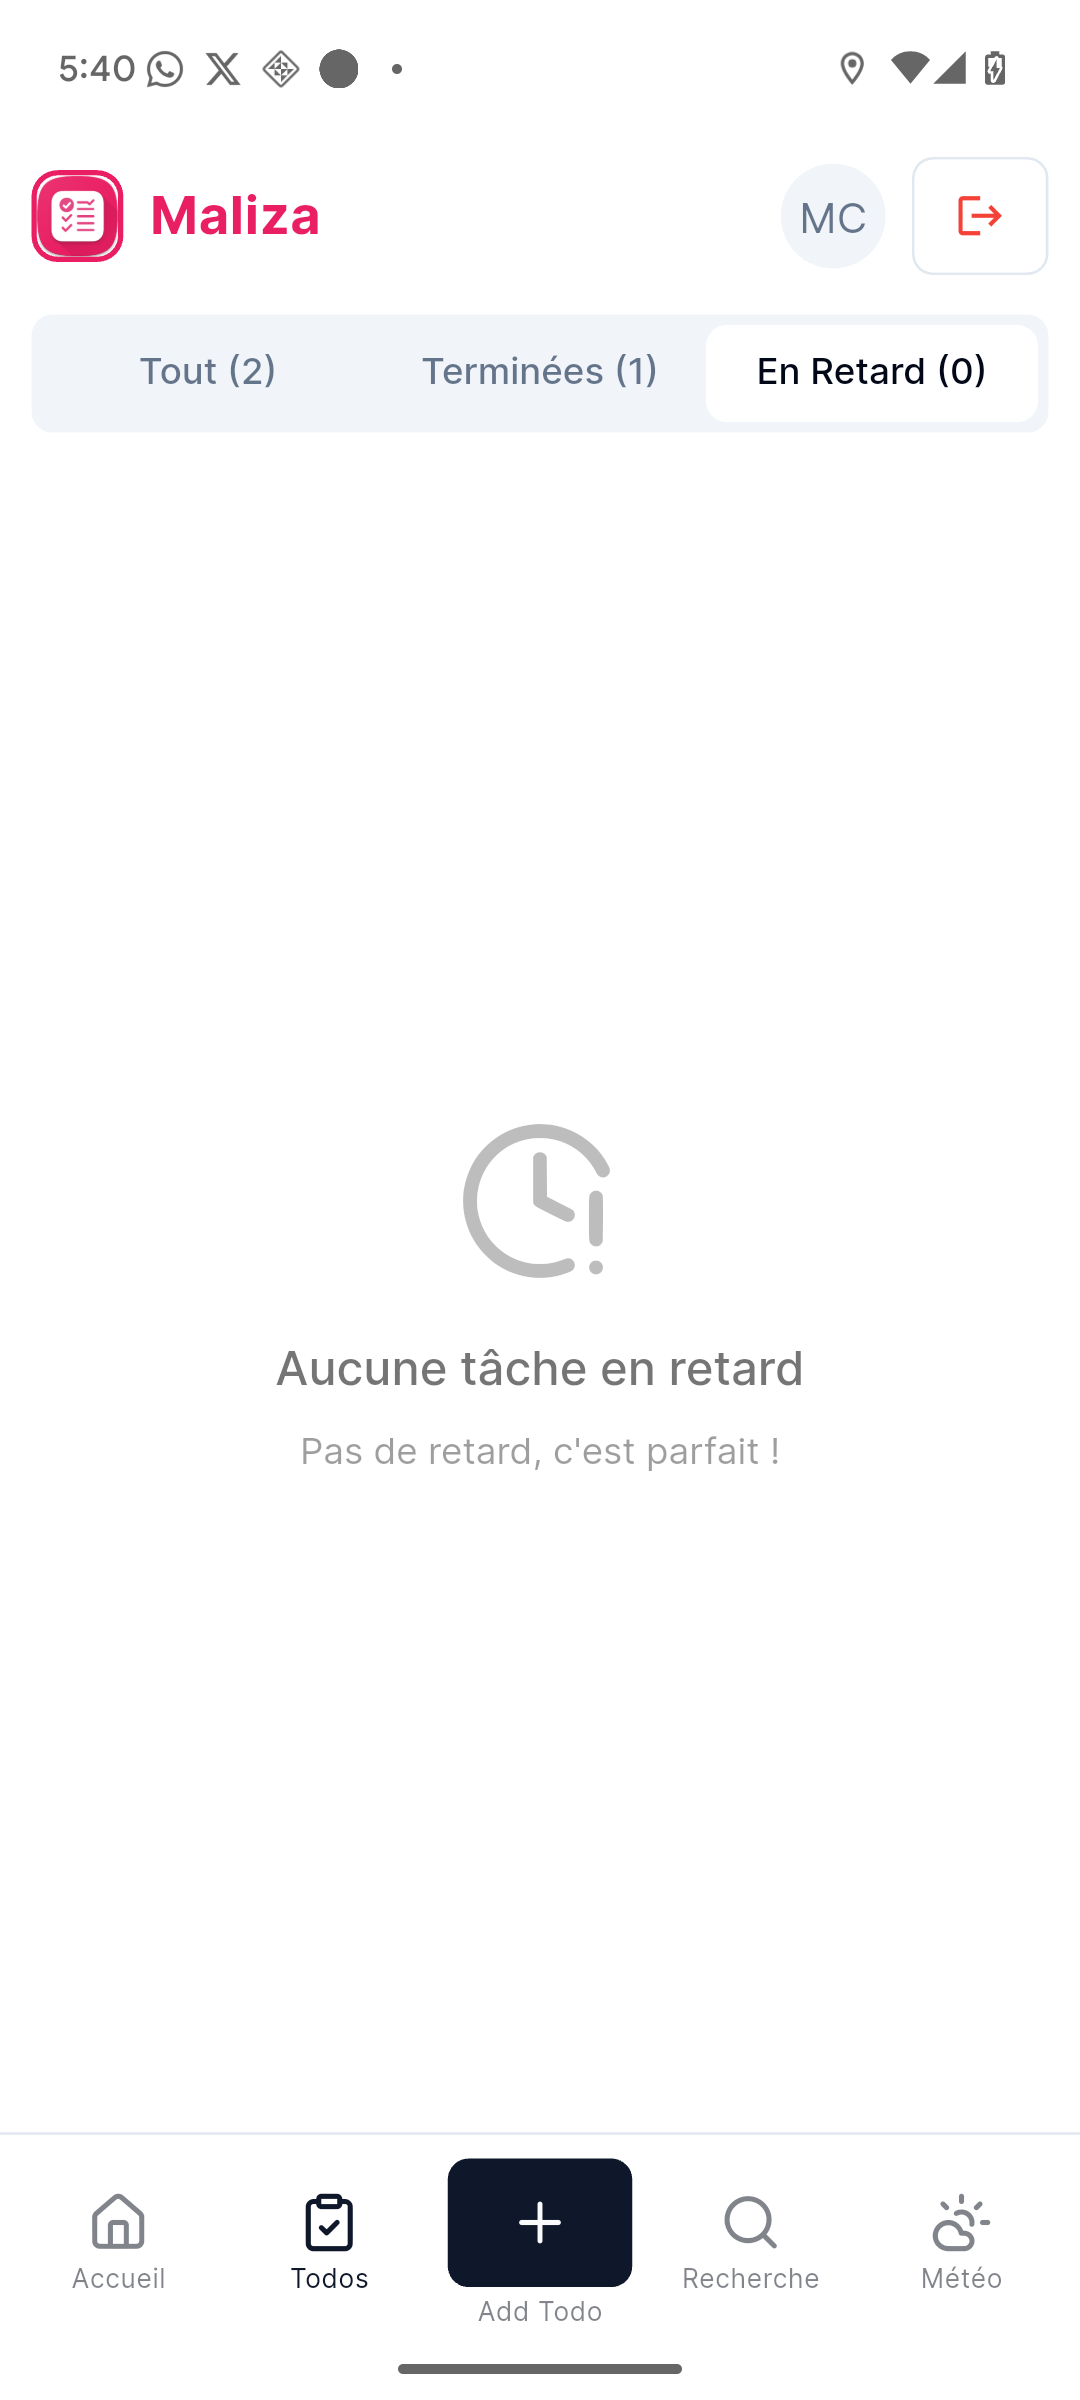 5:40
Maliza
MC
Tout (2)
Terminées (1)
En Retard (0)
Aucune tâche en retard
Pas de retard, c'est parfait !
Accueil
Todos
Add Todo
Recherche
Météo